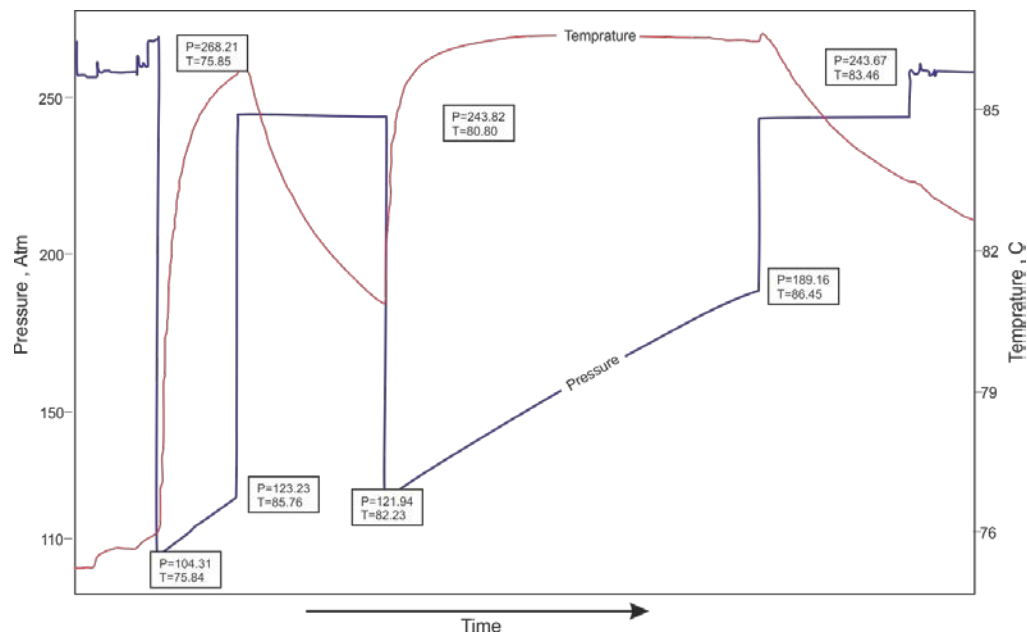 P=268.21
T=75.85
Temprature
P=243.67
T=83.46
250
85
P=243.82
T=80.80
200
82
Pressure , Atm
Temprature , C
P=189.16
T=86.45
Pressure
150
79
P=123.23
T=85.76
P=121.94
T=82.23
110
76
P=104.31
T=75.84
Time